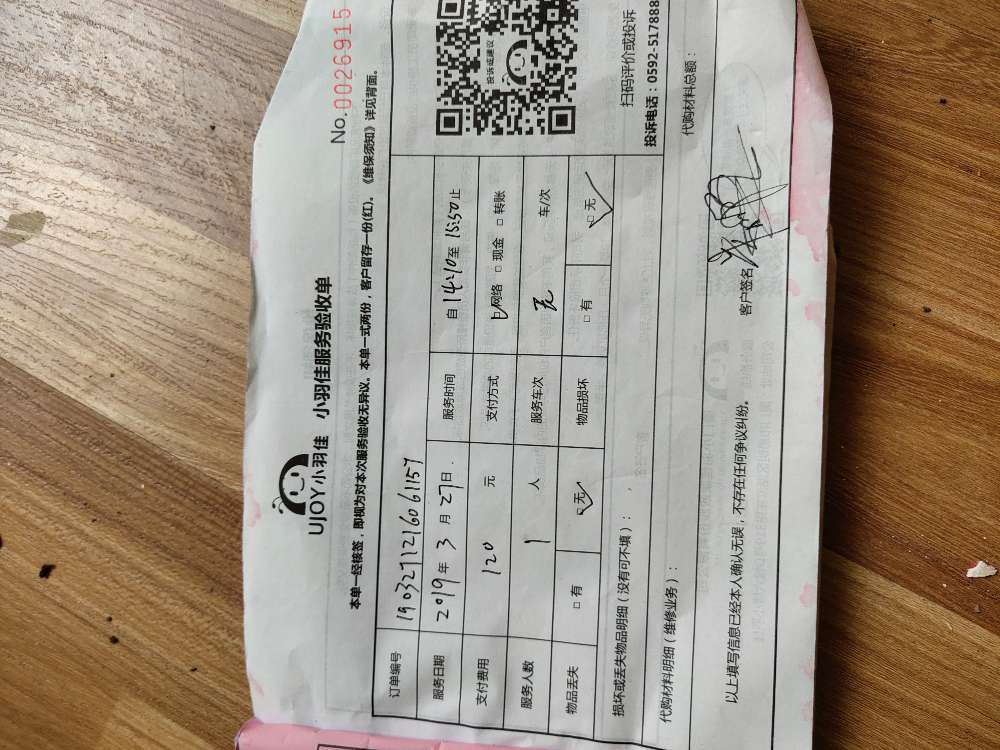 No.0026915
UJOY小羽佳 小羽佳服务验收单
本单一经核签，即视为对本次服务验收无异议。本单一式两份，客户留存一份(红)。《维保须知》详见背面。
订单编号 1903271216061157
服务日期 2019年3月27日. 服务时间 自14:10至15:50止
支付费用 120 元 支付方式 网络 □现金 □转账
服务人数 1 人 服务车次 无 车/次
物品丢失 □有 □无 物品损坏 □有 □无
投诉或建议
扫码评价或投诉
损坏或丢失物品明细（没有可不填）：
投诉电话：0592-517888
代购材料明细（维修业务）：
代购材料总额：
以上填写信息已经本人确认无误，不存在任何争议纠纷。
客户签名